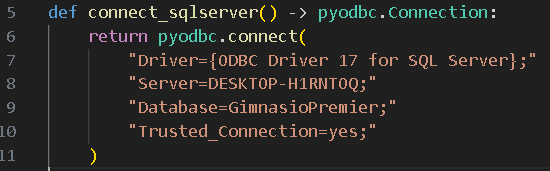 5 def connect_sqlserver() -> pyodbc.Connection:
6 return pyodbc.connect(
7 "Driver={ODBC Driver 17 for SQL Server};"
8 "Server=DESKTOP-H1RNTOQ;"
9 "Database=GimnasioPremier;"
10 "Trusted_Connection=yes;"
11 )